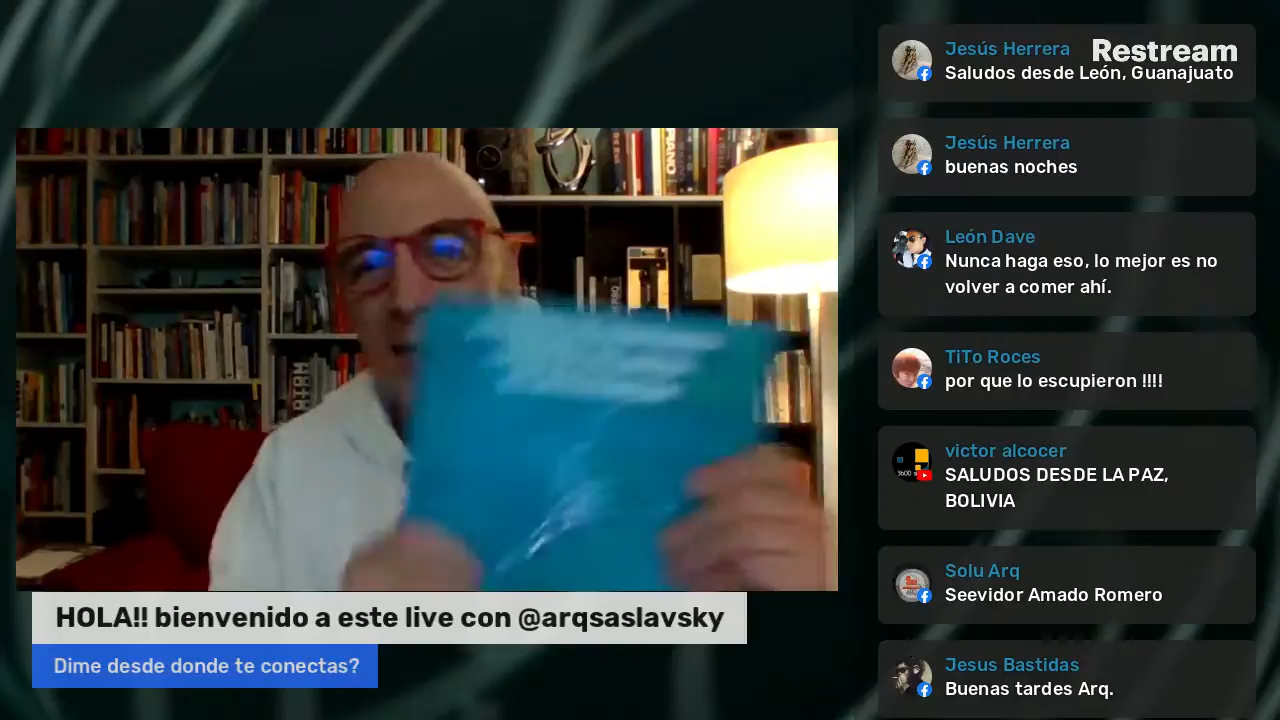 Restream
Jesús Herrera
Saludos desde León, Guanajuato
Jesús Herrera
buenas noches
León Dave
Nunca haga eso, lo mejor es no
volver a comer ahí.
TiTo Roces
por que lo escupieron !!!!
victor alcocer
SALUDOS DESDE LA PAZ,
BOLIVIA
Solu Arq
Seevidor Amado Romero
Jesus Bastidas
Buenas tardes Arq.
HOLA!! bienvenido a este live con @arqsaslavsky
Dime desde donde te conectas?